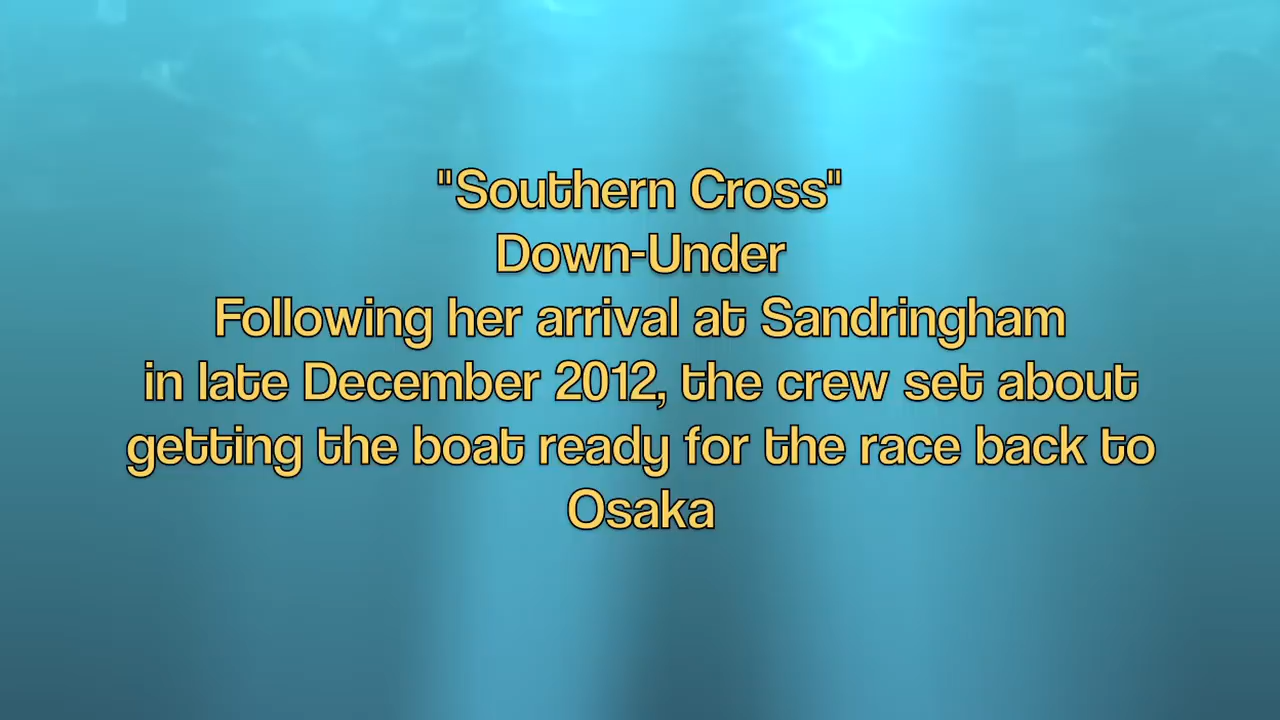 "Southern Cross"
Down-Under
Following her arrival at Sandringham
in late December 2012, the crew set about
getting the boat ready for the race back to
Osaka